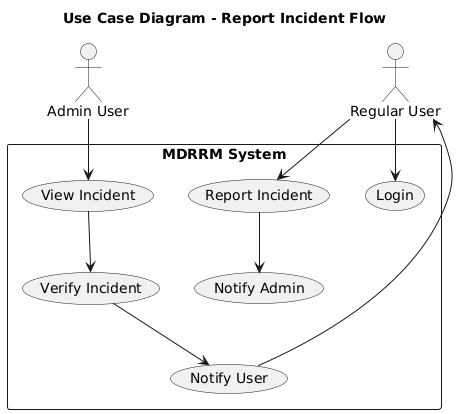 Use Case Diagram - Report Incident Flow
Admin User
Regular User
MDRRM System
View Incident
Report Incident
Login
Verify Incident
Notify Admin
Notify User